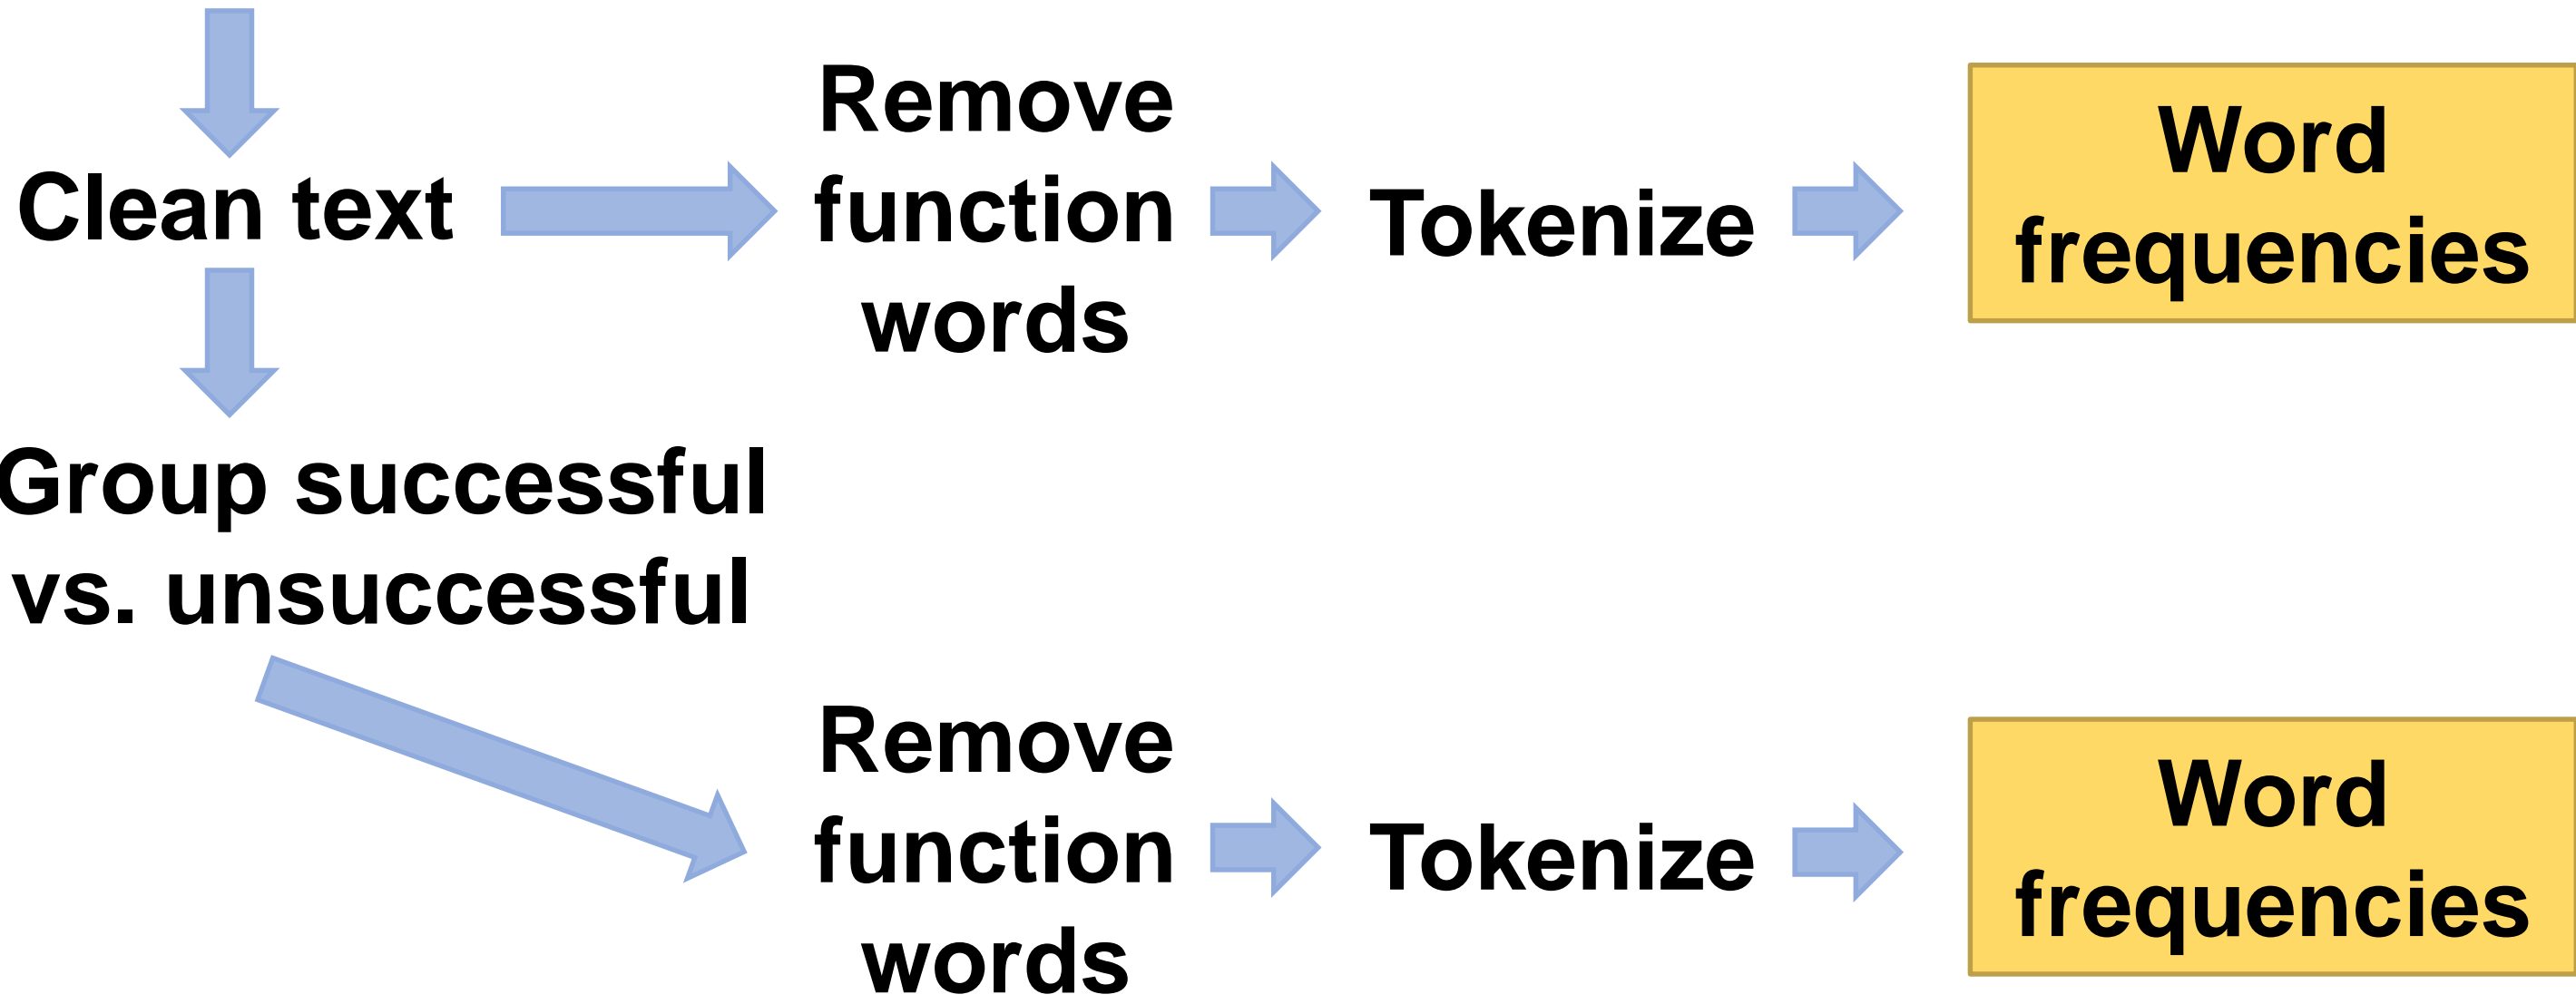 Clean text
Remove
function
words
Tokenize
Word
frequencies
Group successful
vs. unsuccessful
Remove
function
words
Tokenize
Word
frequencies